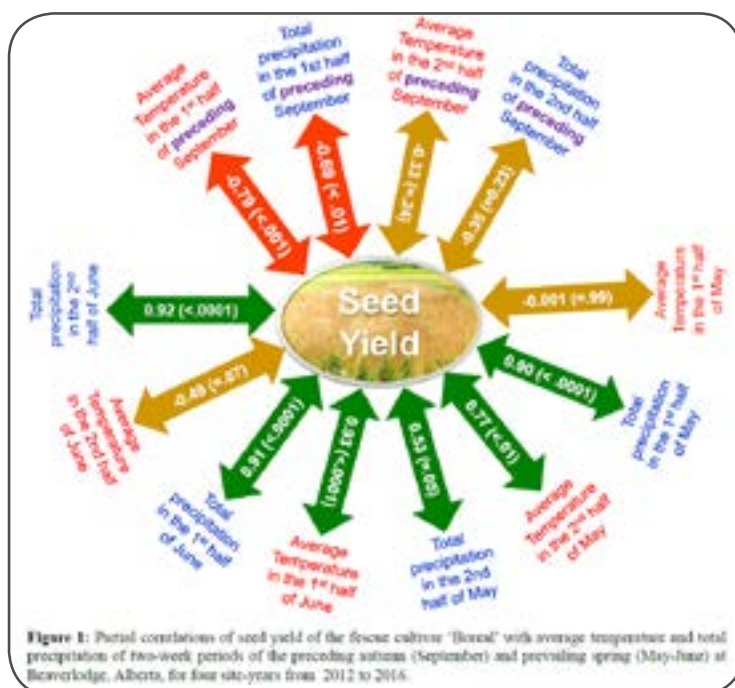 Average
Temperature
in the 1st half
of preceding
September
Total
precipitation
in the 1st half
of preceding
September
Average
Temperature
in the 2nd half
of preceding
September
Total
precipitation
in the 2nd half
of preceding
September
-0.79 (<.001)
-0.69 (< .01)
-0.35 (=0.23)
Total
precipitation
in the 2nd
half of June
0.92 (<.0001)
Seed
Yield
-0.001 (=.99)
Average
Temperature
in the 1st half
of May
-0.49 (=.07)
Average
Temperature
in the 2nd half
of June
0.90 (< .0001)
Total
precipitation
in the 1st half
of May
0.91 (<.0001)
Total
precipitation
in the 1st half
of June
0.93 (<.0001)
Average
Temperature
in the 1st half
of June
0.53 (=.05)
Total
precipitation
in the 2nd
half of May
0.77 (<.01)
Average
Temperature
in the 2nd half
of May
Figure 1: Partial correlations of seed yield of the fescue cultivar 'Boreal' with average temperature and total
precipitation of two-week periods of the preceding autumn (September) and prevailing spring (May-June) at
Beaverlodge, Alberta, for four site-years from 2012 to 2016.